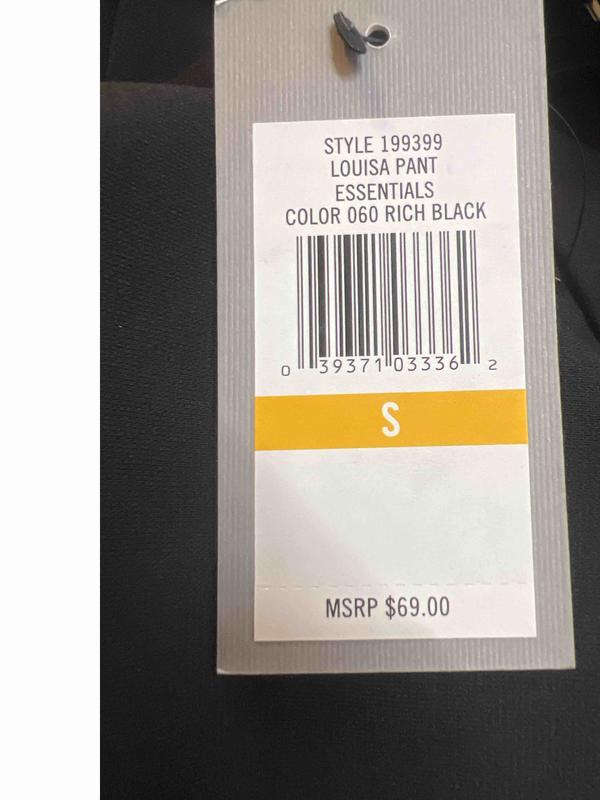 STYLE 199399
LOUISA PANT
ESSENTIALS
COLOR 060 RICH BLACK
0 39371 03336 2
S
MSRP $69.00